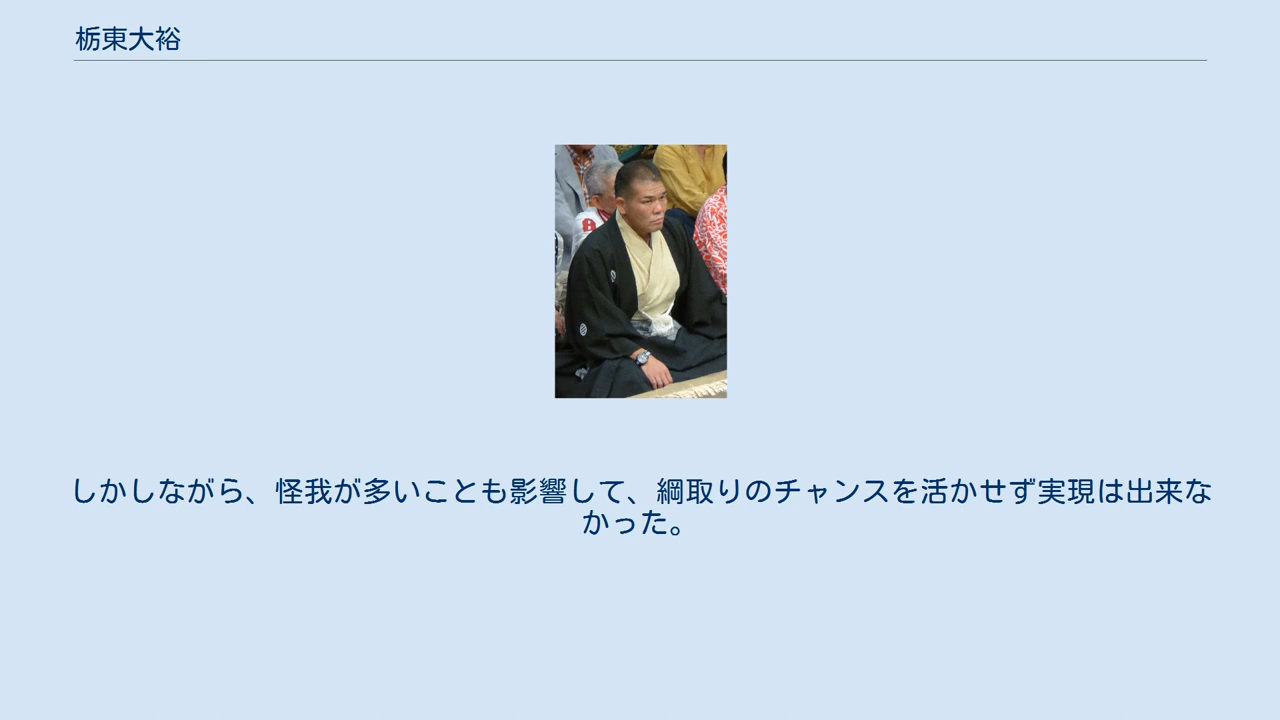 栃東大裕
しかしながら、怪我が多いことも影響して、綱取りのチャンスを活かせず実現は出来な
かった。